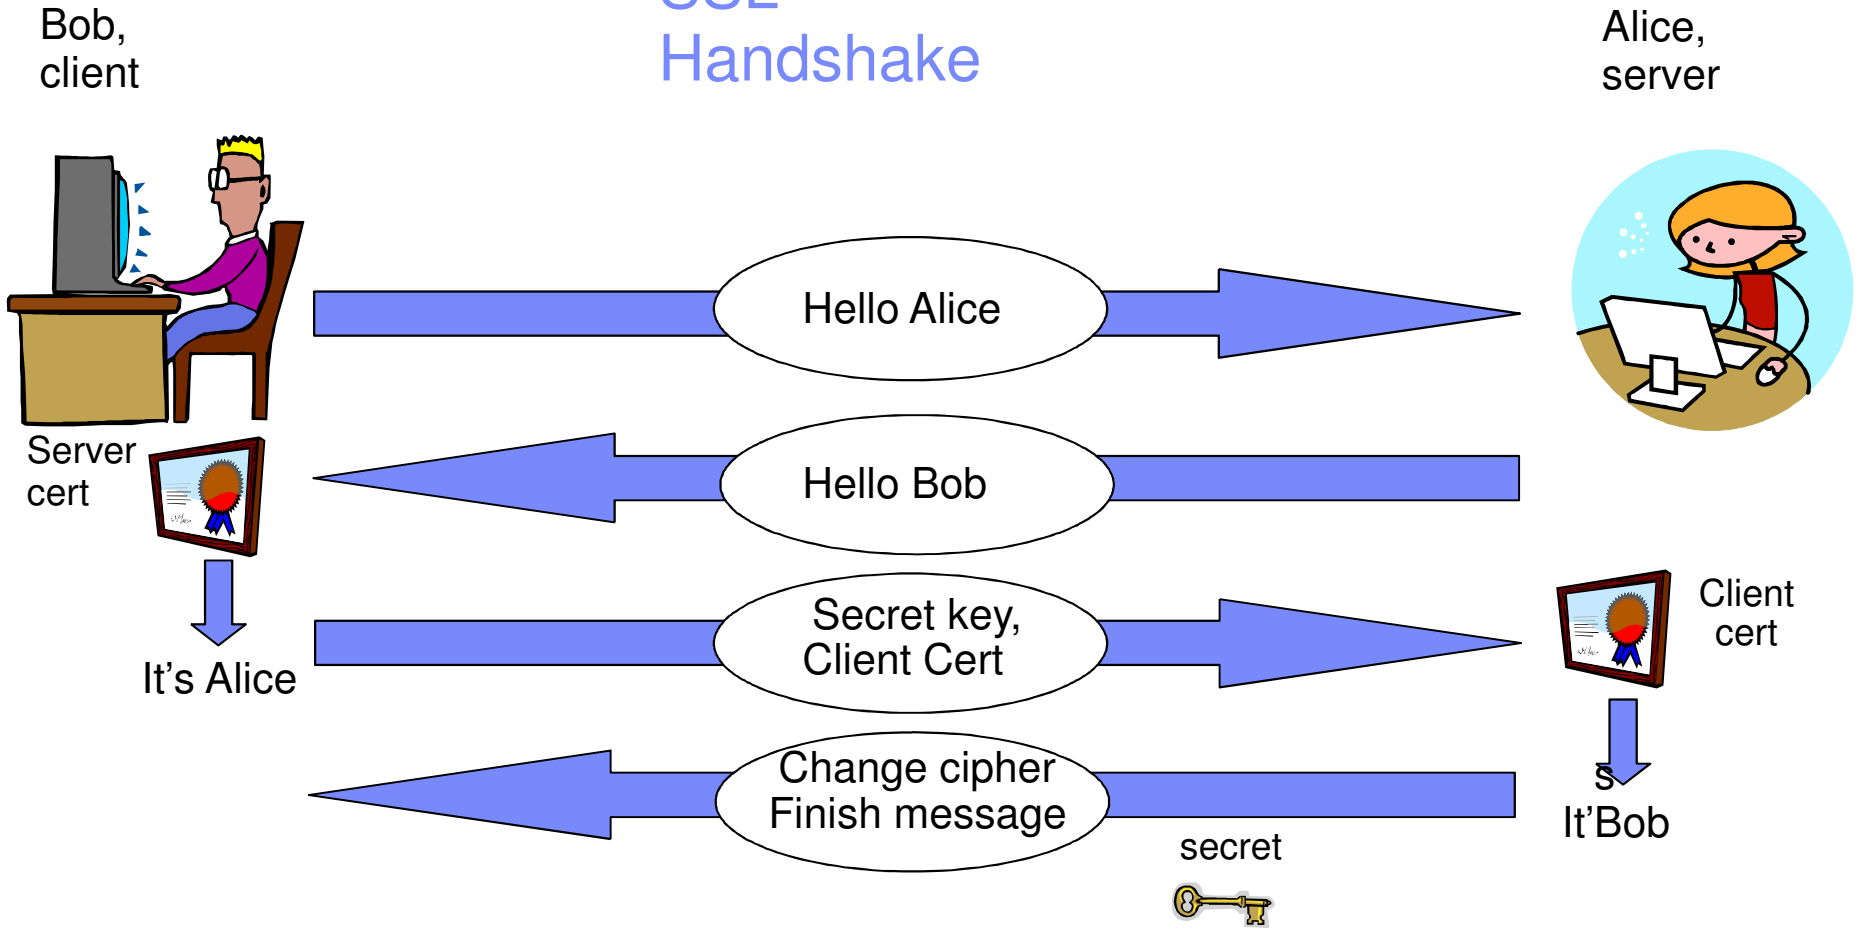 Bob,
client
SSL
Handshake
Alice,
server
Hello Alice
Server
cert
Hello Bob
It's Alice
Secret key,
Client Cert
Client
cert
Change cipher
Finish message
s
It'Bob
secret